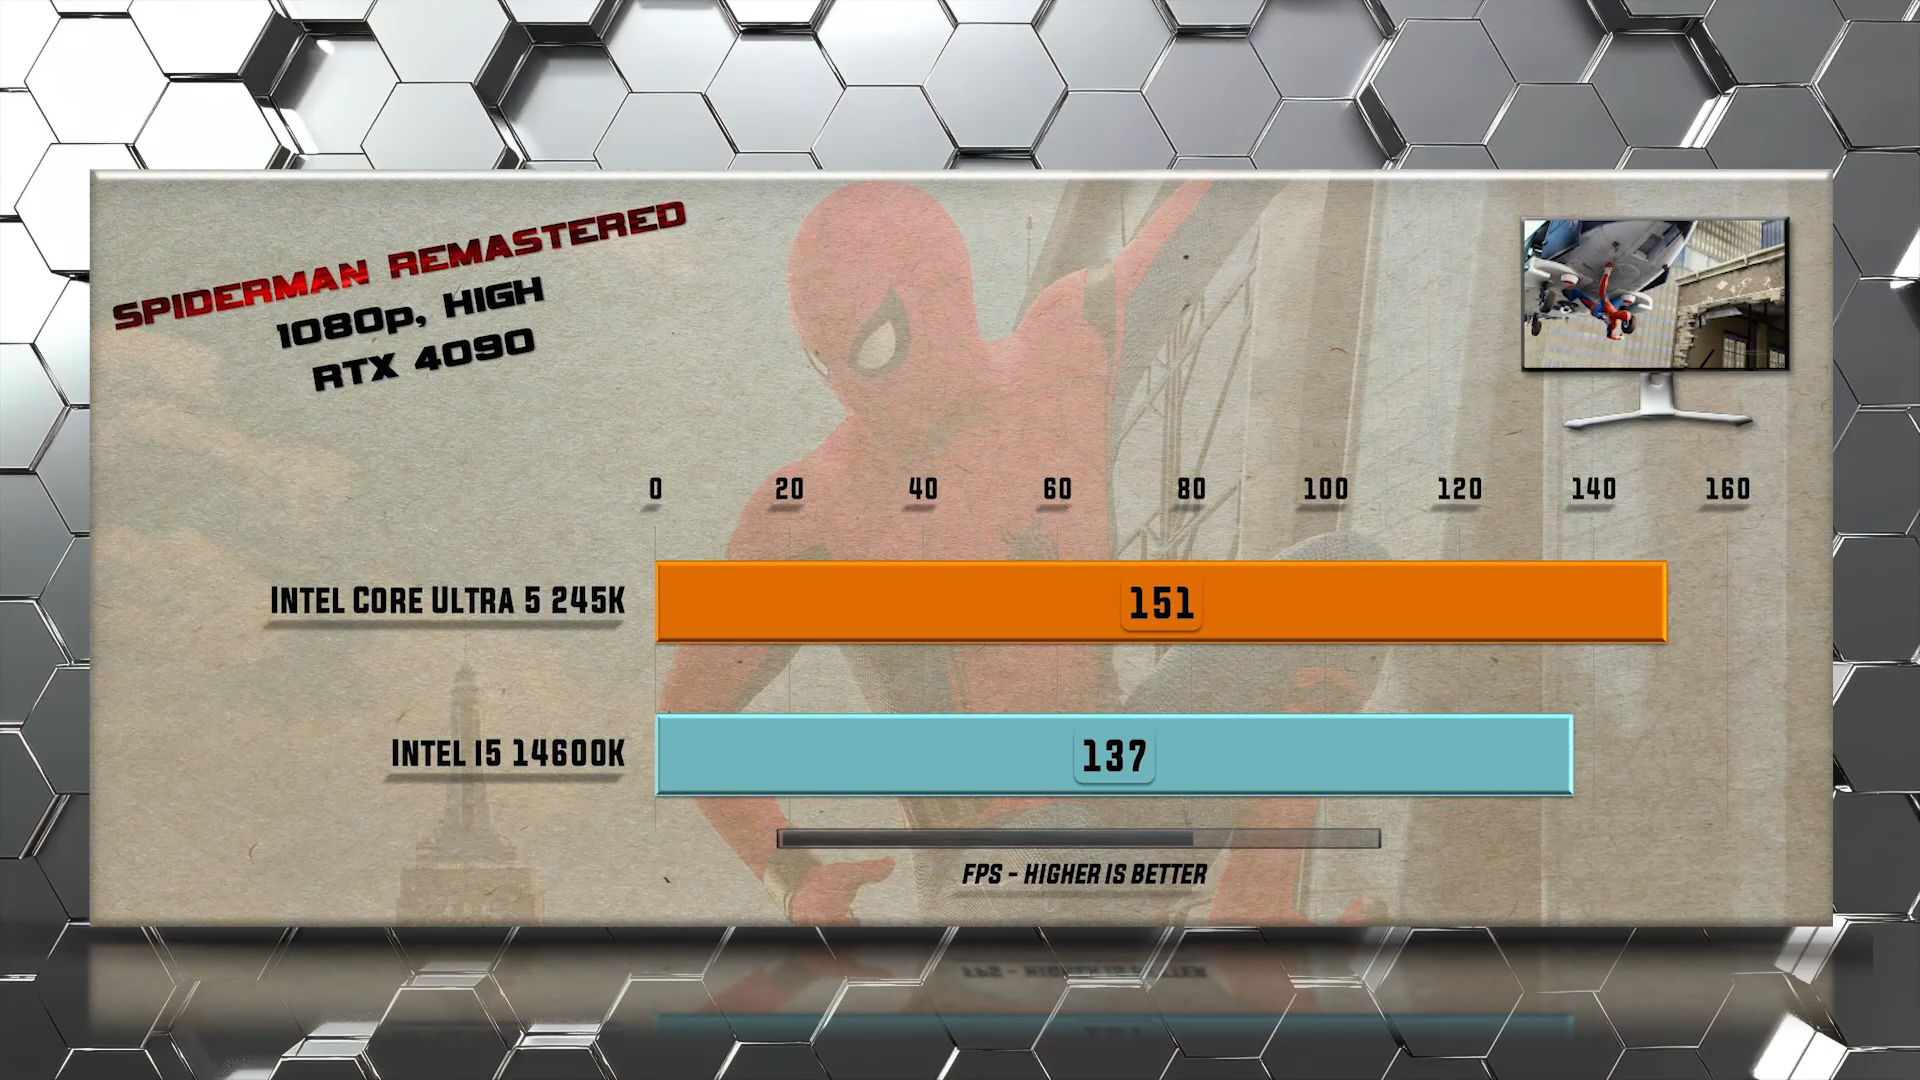 SPIDERMAN REMASTERED
1080p, HIGH
RTX 4090
0 20 40 60 80 100 120 140 160
INTEL CORE ULTRA 5 245K
151
INTEL I5 14600K
137
FPS - HIGHER IS BETTER